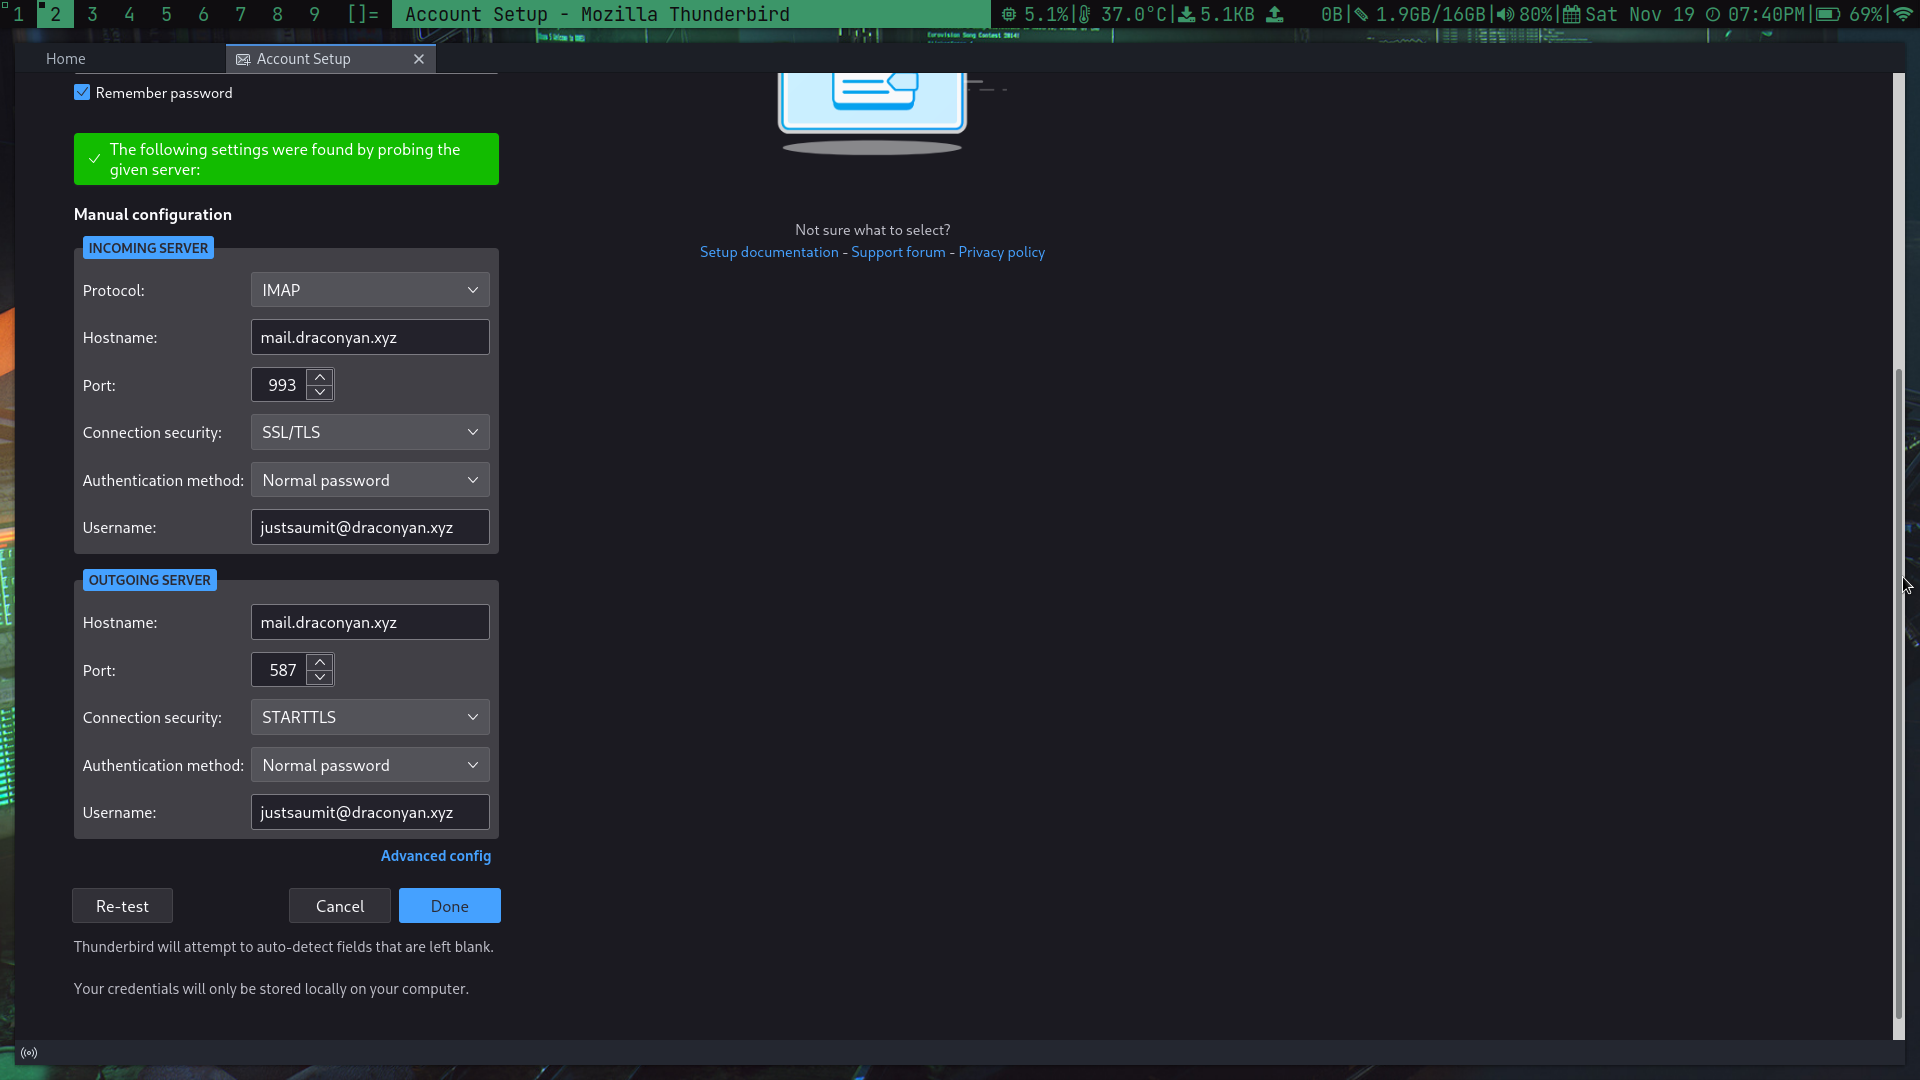 1 2 3 4 5 6 7 8 9 []= Account Setup - Mozilla Thunderbird 5.1%| 37.0°C| 5.1KB 0B| 1.9GB/16GB| 80%| Sat Nov 19 07:40PM| 69%|
Home Account Setup
Remember password
The following settings were found by probing the
given server:
Manual configuration
INCOMING SERVER
Protocol: IMAP
Hostname: mail.draconyan.xyz
Port: 993
Connection security: SSL/TLS
Authentication method: Normal password
Username: justsaumit@draconyan.xyz
OUTGOING SERVER
Hostname: mail.draconyan.xyz
Port: 587
Connection security: STARTTLS
Authentication method: Normal password
Username: justsaumit@draconyan.xyz
Advanced config
Re-test Cancel Done
Thunderbird will attempt to auto-detect fields that are left blank.
Your credentials will only be stored locally on your computer.
Not sure what to select?
Setup documentation - Support forum - Privacy policy